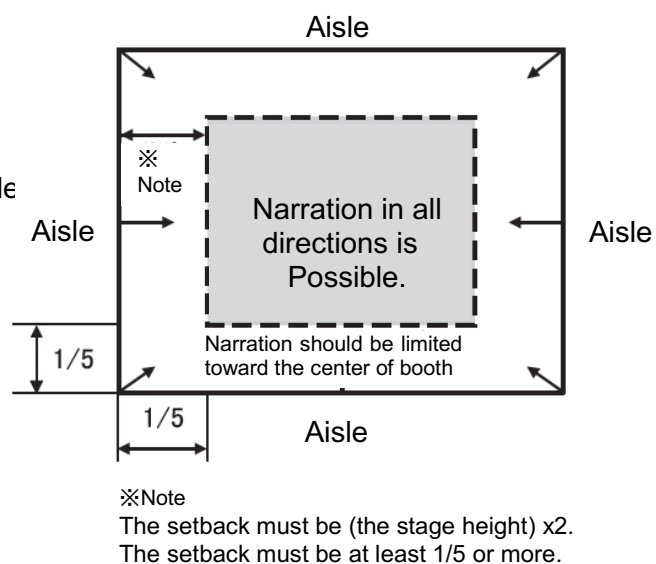 Aisle
※
Note
le
Aisle
Narration in all
directions is
Possible.
Aisle
Narration should be limited
toward the center of booth
1/5
1/5
Aisle
※Note
The setback must be (the stage height) x2.
The setback must be at least 1/5 or more.